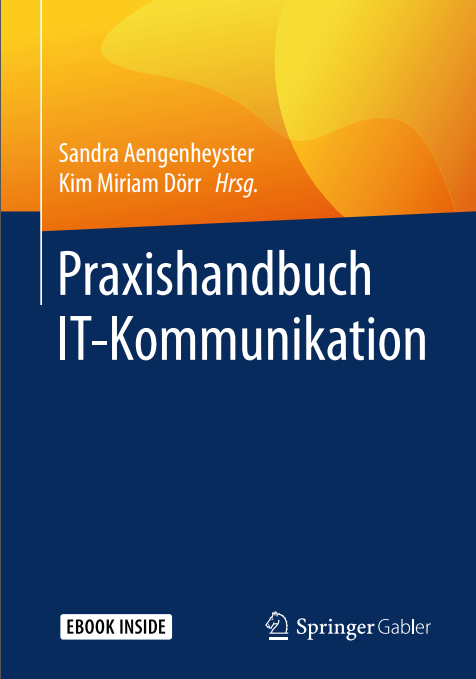 Sandra Aengenheyster
Kim Miriam Dörr Hrsg.
Praxishandbuch
IT-Kommunikation
EBOOK INSIDE
Springer Gabler